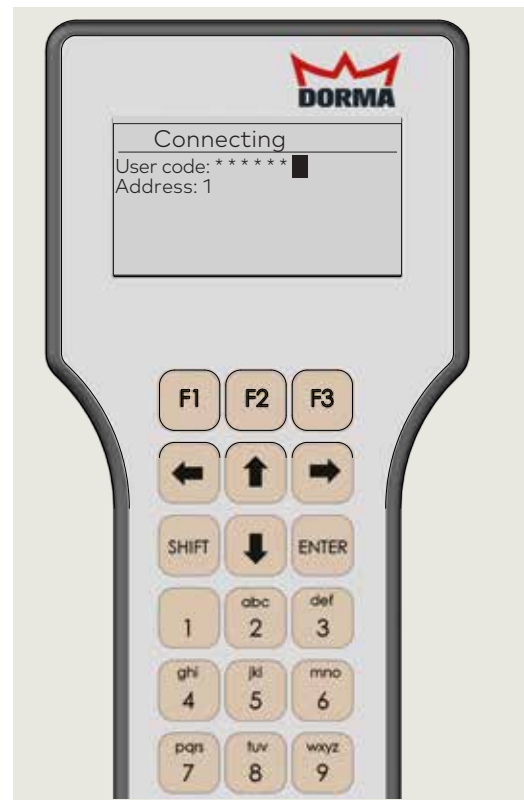 DORMA
Connecting
User code: * * * * * *
Address: 1
F1 F2 F3
SHIFT ENTER
abc def
1 2 3
ghi jkl mno
4 5 6
pqrs tuv wxyz
7 8 9